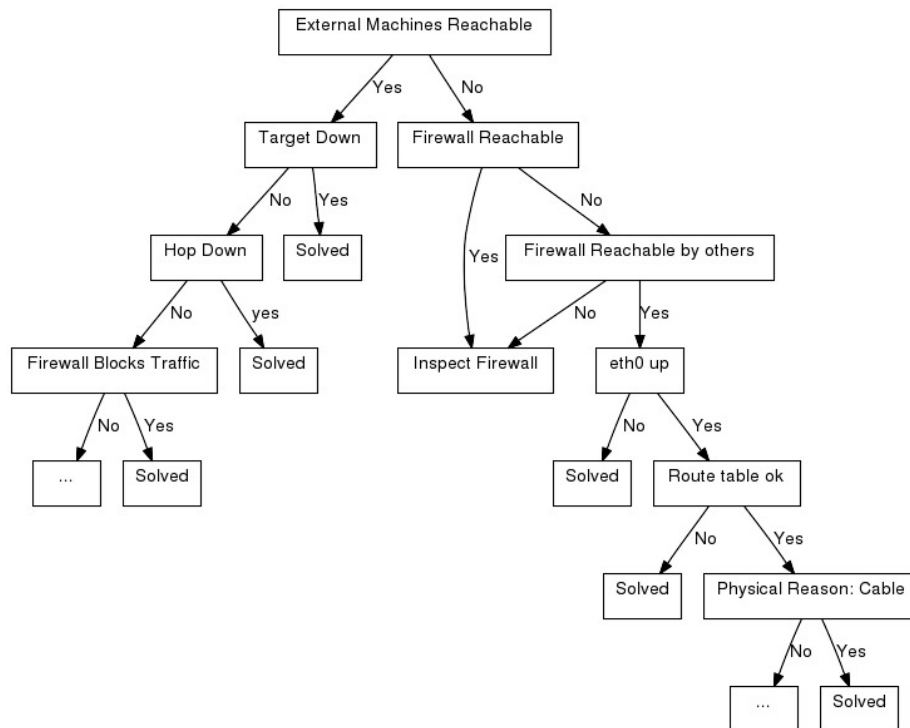 External Machines Reachable
Yes
No
Target Down
Firewall Reachable
No
Yes
No
Hop Down
Solved
Yes
Firewall Reachable by others
No
yes
No
Yes
Firewall Blocks Traffic
Solved
Inspect Firewall
eth0 up
No
Yes
No
Yes
...
Solved
Solved
Route table ok
No
Yes
Solved
Physical Reason: Cable
No
Yes
...
Solved